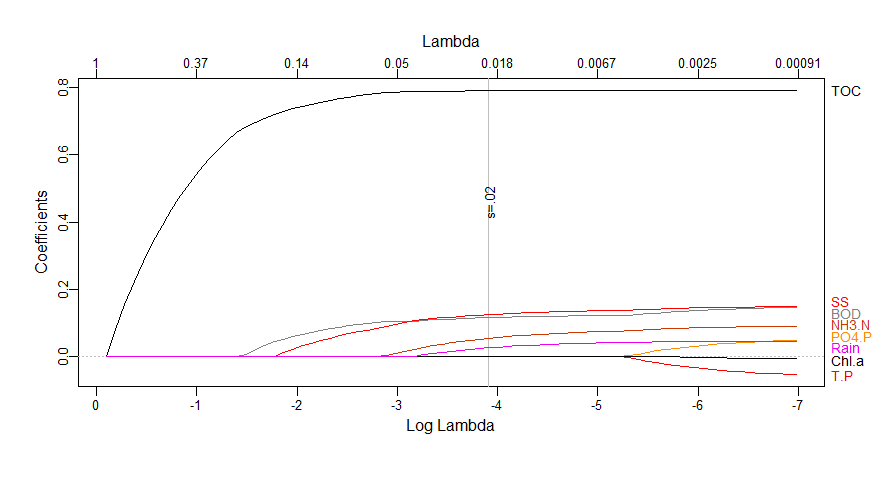 Lambda
1 0.37 0.14 0.05 0.018 0.0067 0.0025 0.00091
Coefficients
0.8
0.6
0.4
0.2
0.0
s=.02
TOC
SS
BOD
NH3.N
PO4.P
Rain
Chl.a
T.P
0 -1 -2 -3 -4 -5 -6 -7
Log Lambda